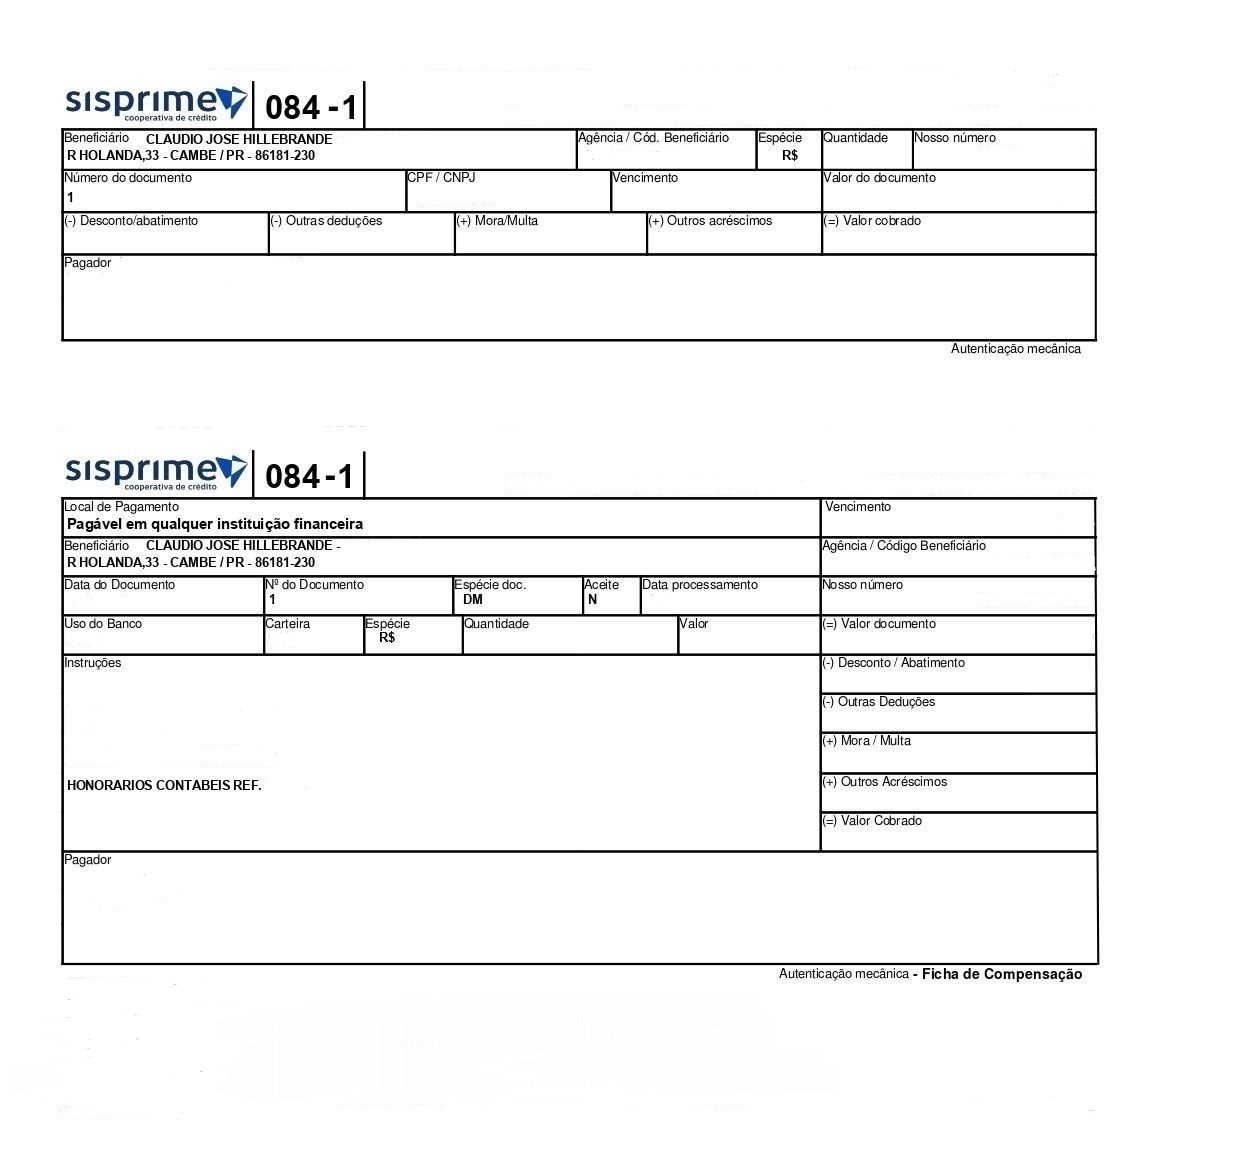 sisprime
cooperativa de crédito
084 -1
Beneficiário CLAUDIO JOSE HILLEBRANDE
R HOLANDA,33 - CAMBE / PR - 86181-230
Agência / Cód. Beneficiário
Espécie
R$
Quantidade
Nosso número
Número do documento
1
CPF / CNPJ
Vencimento
Valor do documento
(-) Desconto/abatimento
(-) Outras deduções
(+) Mora/Multa
(+) Outros acréscimos
(=) Valor cobrado
Pagador
Autenticação mecânica
sisprime
cooperativa de crédito
084 -1
Local de Pagamento
Pagável em qualquer instituição financeira
Vencimento
Beneficiário CLAUDIO JOSE HILLEBRANDE -
R HOLANDA,33 - CAMBE / PR - 86181-230
Agência / Código Beneficiário
Data do Documento
Nº do Documento
1
Espécie doc.
DM
Aceite
N
Data processamento
Nosso número
Uso do Banco
Carteira
Espécie
R$
Quantidade
Valor
(=) Valor documento
Instruções
HONORARIOS CONTABEIS REF.
(-) Desconto / Abatimento
(-) Outras Deduções
(+) Mora / Multa
(+) Outros Acréscimos
(=) Valor Cobrado
Pagador
Autenticação mecânica - Ficha de Compensação